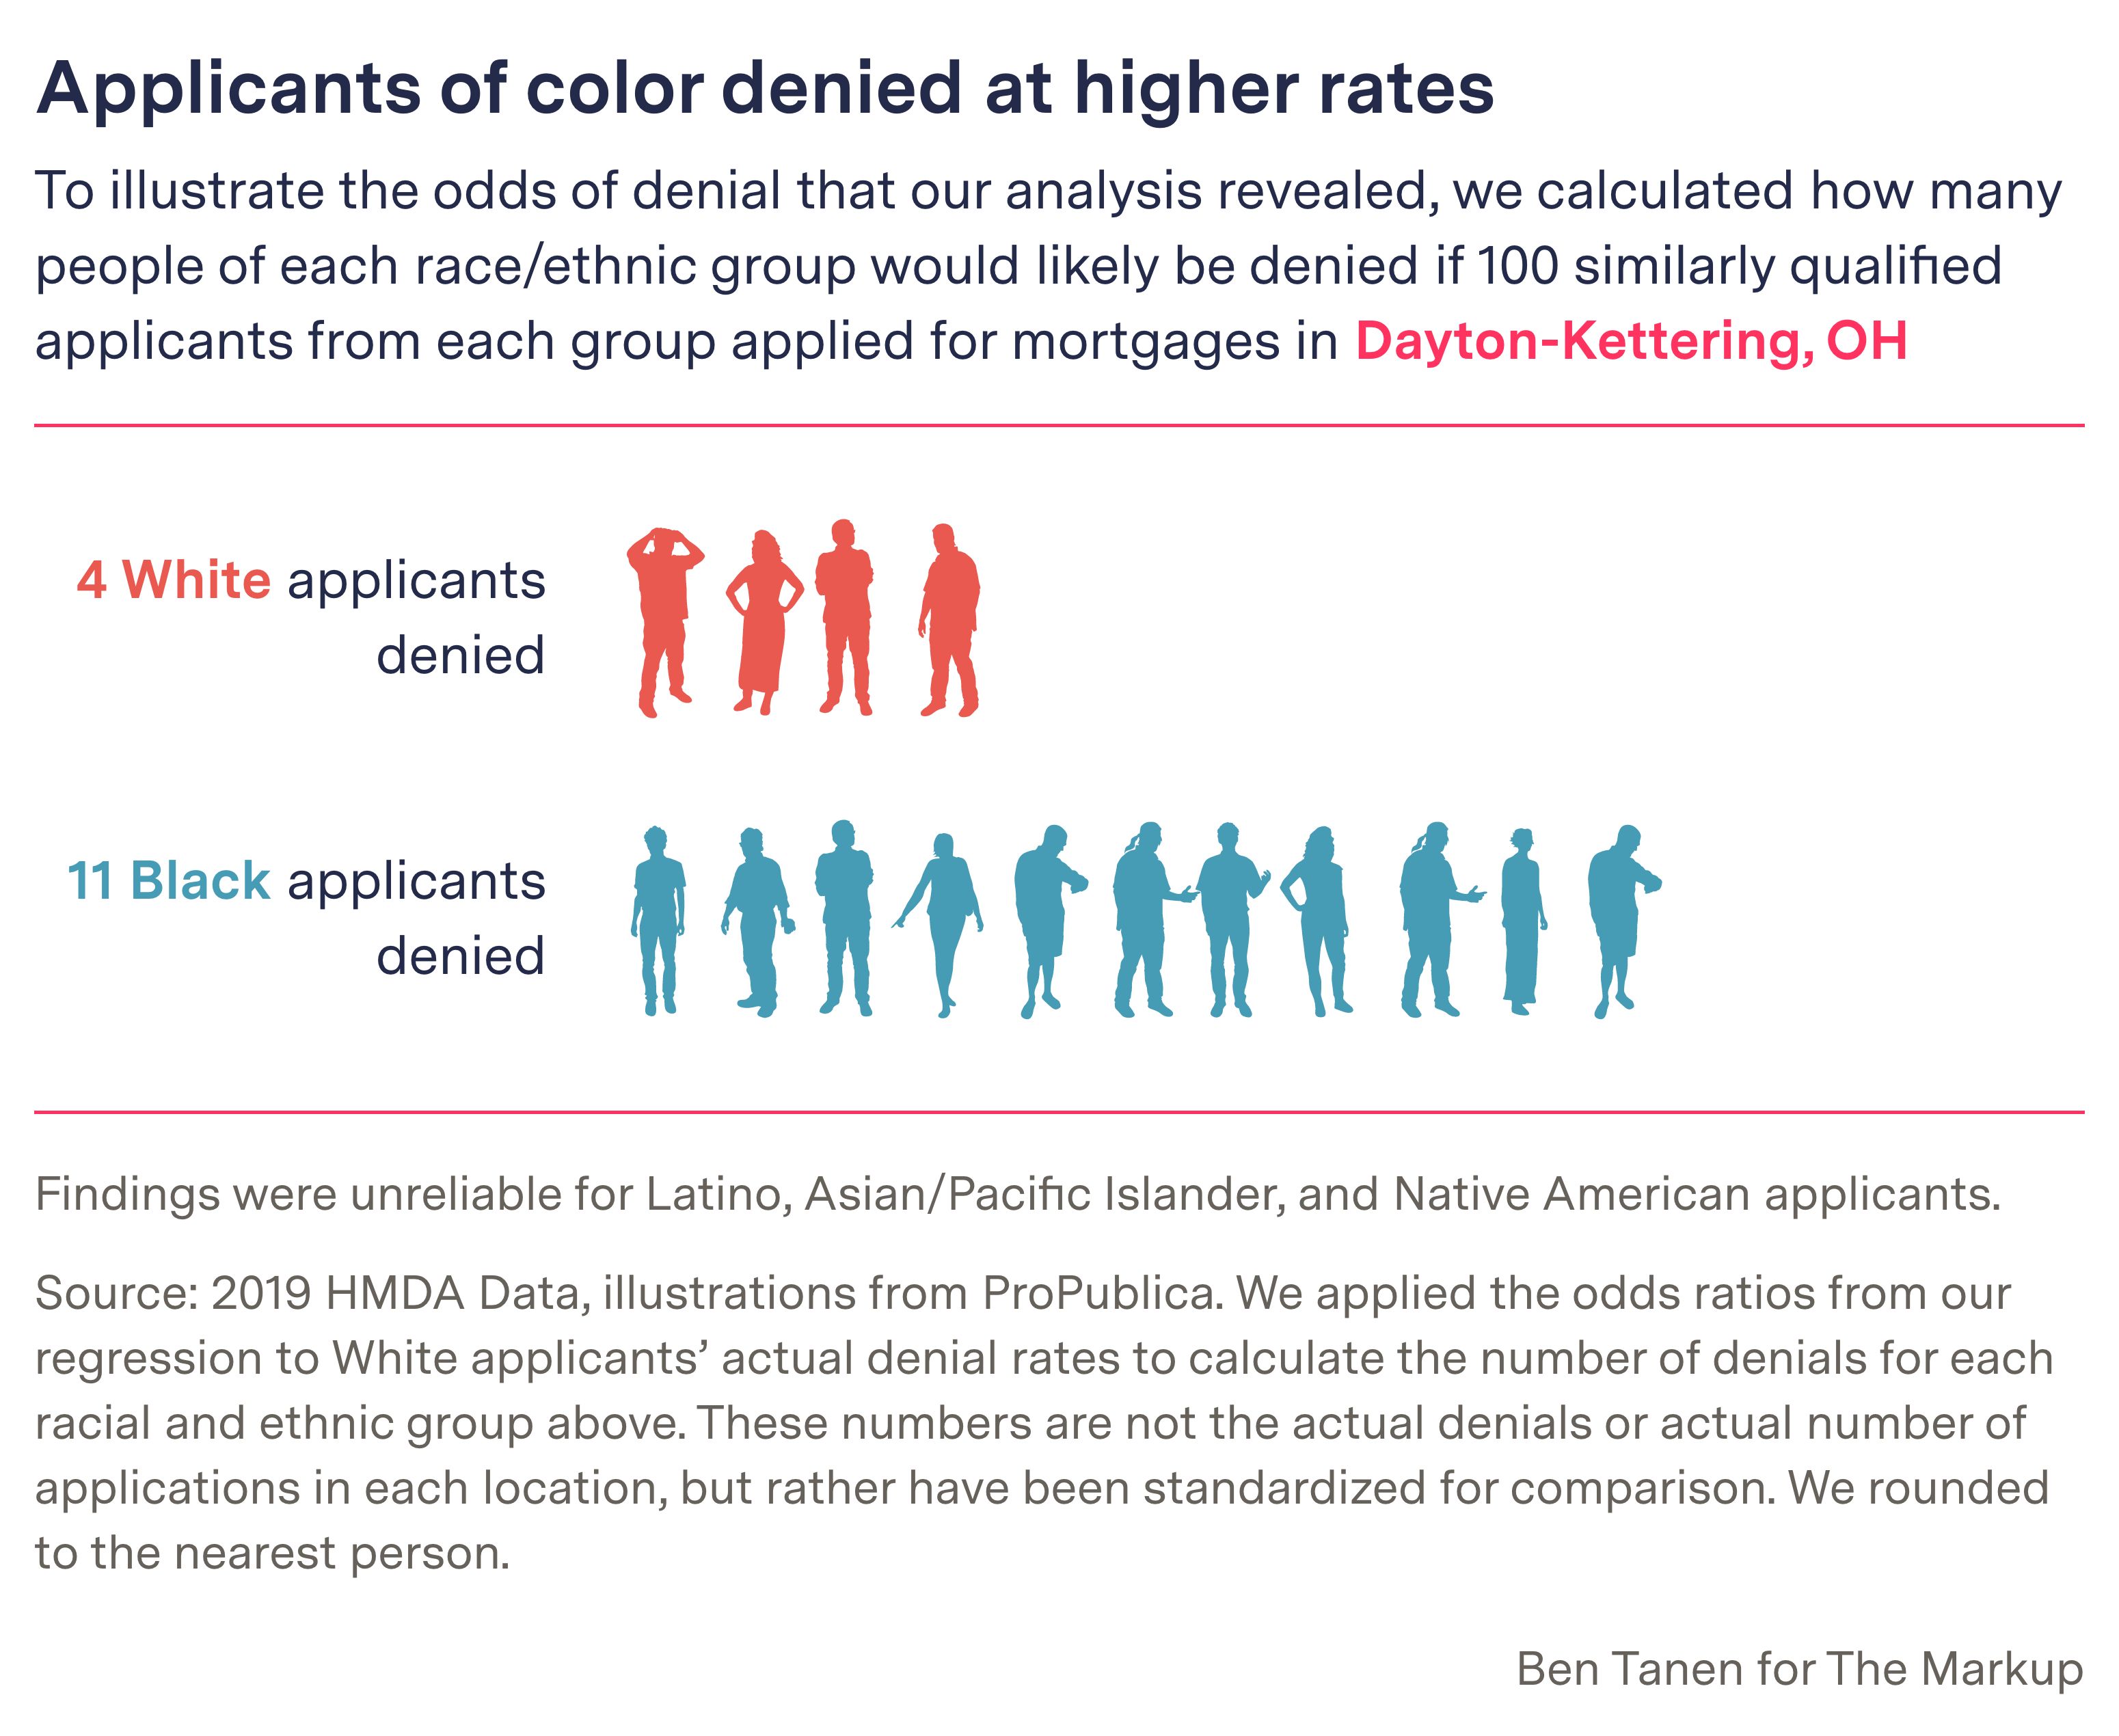 Applicants of color denied at higher rates
To illustrate the odds of denial that our analysis revealed, we calculated how many
people of each race/ethnic group would likely be denied if 100 similarly qualified
applicants from each group applied for mortgages in Dayton-Kettering, OH
4 White applicants
denied
11 Black applicants
denied
Findings were unreliable for Latino, Asian/Pacific Islander, and Native American applicants.
Source: 2019 HMDA Data, illustrations from ProPublica. We applied the odds ratios from our
regression to White applicants’ actual denial rates to calculate the number of denials for each
racial and ethnic group above. These numbers are not the actual denials or actual number of
applications in each location, but rather have been standardized for comparison. We rounded
to the nearest person.
Ben Tanen for The Markup